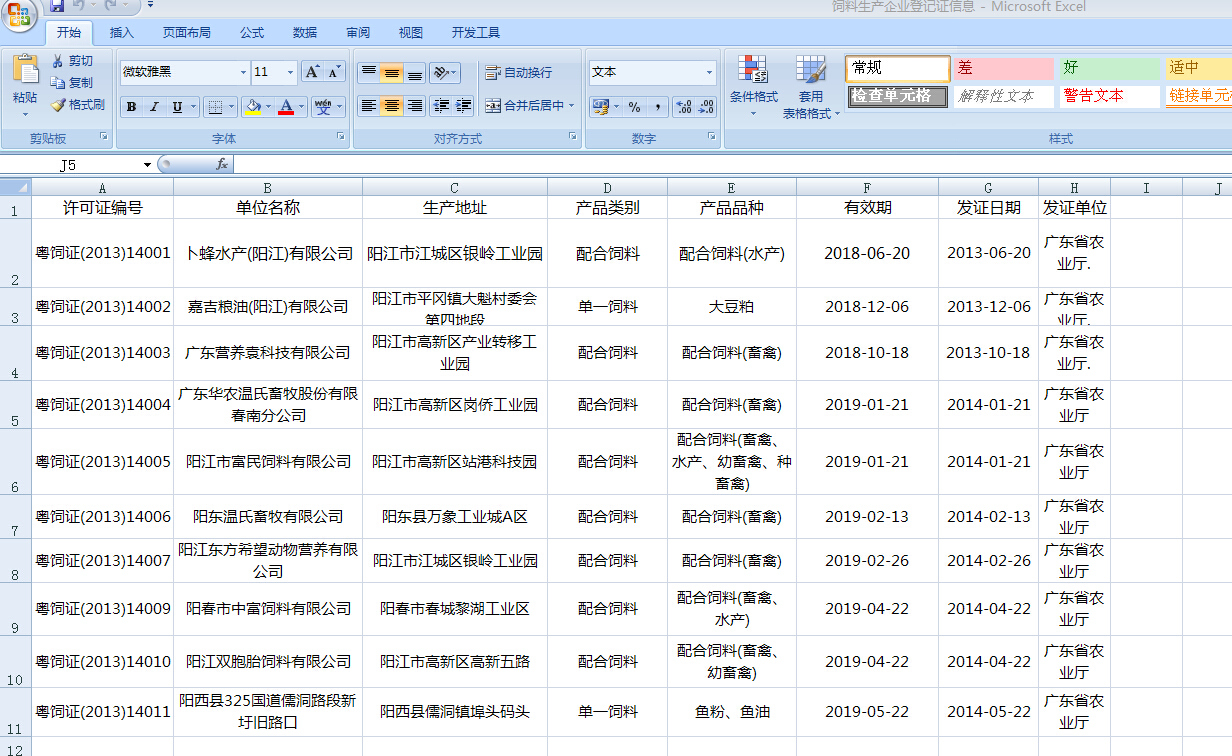 饲料生产企业登记证信息 - Microsoft Excel
开始 插入 页面布局 公式 数据 审阅 视图 开发工具
剪切
复制
格式刷
粘贴
剪贴板
微软雅黑 11
B I U
字体
自动换行
合并后居中
对齐方式
文本
数字
条件格式
套用
表格格式
常规 差 好 适中
检查单元格 解释性文本 警告文本 链接单元
样式
J5 fx
A B C D E F G H I J
1 许可证编号 单位名称 生产地址 产品类别 产品品种 有效期 发证日期 发证单位
2 粤饲证(2013)14001 卜蜂水产(阳江)有限公司 阳江市江城区银岭工业园 配合饲料 配合饲料(水产) 2018-06-20 2013-06-20 广东省农
业厅.
3 粤饲证(2013)14002 嘉吉粮油(阳江)有限公司 阳江市平冈镇大魁村委会
第四地段 单一饲料 大豆粕 2018-12-06 2013-12-06 广东省农
业厅.
4 粤饲证(2013)14003 广东营养袁科技有限公司 阳江市高新区产业转移工
业园 配合饲料 配合饲料(畜禽) 2018-10-18 2013-10-18 广东省农
业厅.
5 粤饲证(2013)14004 广东华农温氏畜牧股份有限
春南分公司 阳江市高新区岗侨工业园 配合饲料 配合饲料(畜禽) 2019-01-21 2014-01-21 广东省农
业厅
6 粤饲证(2013)14005 阳江市富民饲料有限公司 阳江市高新区站港科技园 配合饲料 配合饲料(畜禽、
水产、幼畜禽、种
畜禽) 2019-01-21 2014-01-21 广东省农
业厅
7 粤饲证(2013)14006 阳东温氏畜牧有限公司 阳东县万象工业城A区 配合饲料 配合饲料(畜禽) 2019-02-13 2014-02-13 广东省农
业厅
8 粤饲证(2013)14007 阳江东方希望动物营养有限
公司 阳江市江城区银岭工业园 配合饲料 配合饲料(畜禽) 2019-02-26 2014-02-26 广东省农
业厅
9 粤饲证(2013)14009 阳春市中富饲料有限公司 阳春市春城黎湖工业区 配合饲料 配合饲料(畜禽、
水产) 2019-04-22 2014-04-22 广东省农
业厅
10 粤饲证(2013)14010 阳江双胞胎饲料有限公司 阳江市高新区高新五路 配合饲料 配合饲料(畜禽、
幼畜禽) 2019-04-22 2014-04-22 广东省农
业厅
11 粤饲证(2013)14011 阳西县325国道儒洞路段新
圩旧路口 阳西县儒洞镇埠头码头 单一饲料 鱼粉、鱼油 2019-05-22 2014-05-22 广东省农
业厅
12